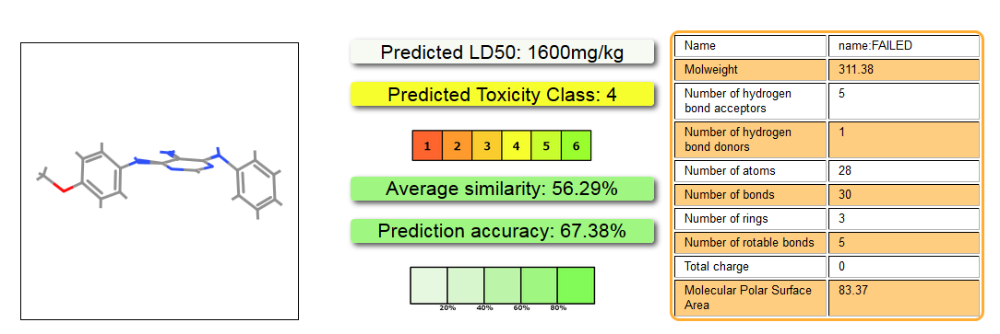 Predicted LD50: 1600mg/kg
Predicted Toxicity Class: 4
1 2 3 4 5 6
Average similarity: 56.29%
Prediction accuracy: 67.38%
20% 40% 60% 80%
Name name:FAILED
Molweight 311.38
Number of hydrogen 5
bond acceptors
Number of hydrogen 1
bond donors
Number of atoms 28
Number of bonds 30
Number of rings 3
Number of rotable bonds 5
Total charge 0
Molecular Polar Surface 83.37
Area